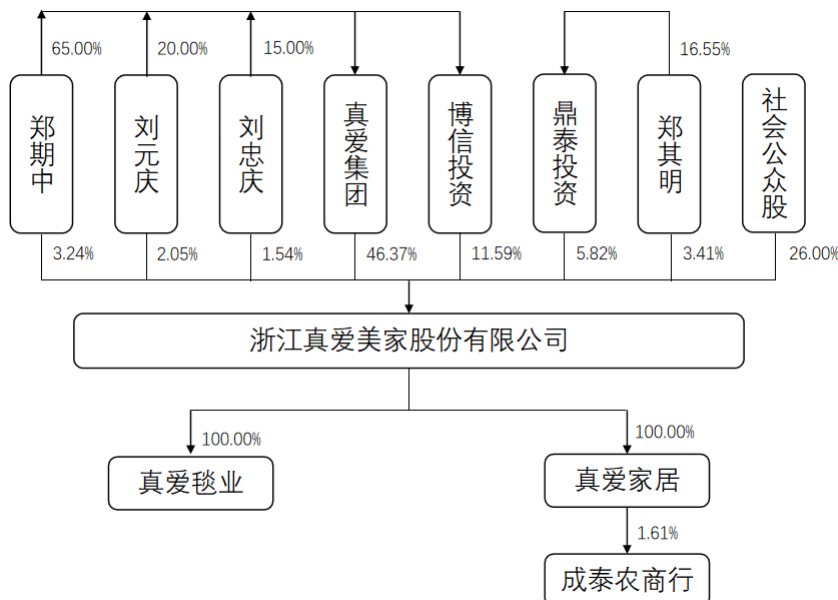 65.00%
20.00%
15.00%
16.55%
郑期中
刘元庆
刘忠庆
真爱集团
博信投资
鼎泰投资
郑其明
社会公众股
3.24%
2.05%
1.54%
46.37%
11.59%
5.82%
3.41%
26.00%
浙江真爱美家股份有限公司
100.00%
100.00%
真爱毯业
真爱家居
1.61%
成泰农商行